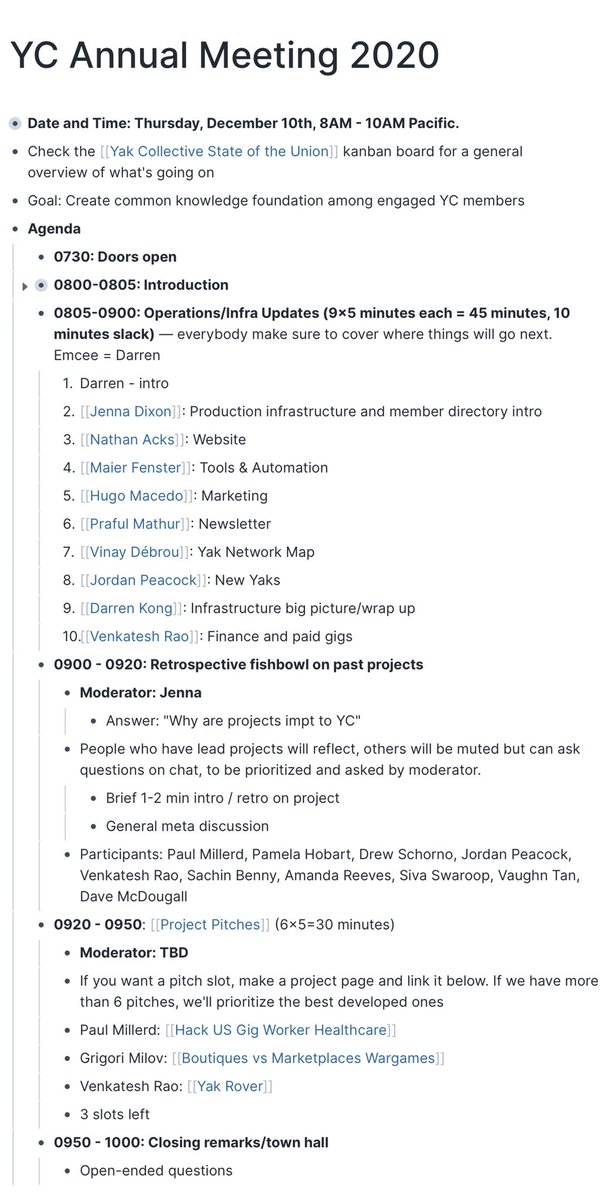 YC Annual Meeting 2020
Date and Time: Thursday, December 10th, 8AM - 10AM Pacific.
Check the [[Yak Collective State of the Union]] kanban board for a general
overview of what's going on
Goal: Create common knowledge foundation among engaged YC members
Agenda
0730: Doors open
0800-0805: Introduction
0805-0900: Operations/Infra Updates (9×5 minutes each = 45 minutes, 10
minutes slack) — everybody make sure to cover where things will go next.
Emcee = Darren
1. Darren - intro
2. [[Jenna Dixon]]: Production infrastructure and member directory intro
3. [[Nathan Acks]]: Website
4. [[Maier Fenster]]: Tools & Automation
5. [[Hugo Macedo]]: Marketing
6. [[Praful Mathur]]: Newsletter
7. [[Vinay Débrou]]: Yak Network Map
8. [[Jordan Peacock]]: New Yaks
9. [[Darren Kong]]: Infrastructure big picture/wrap up
10. [[Venkatesh Rao]]: Finance and paid gigs
0900 - 0920: Retrospective fishbowl on past projects
Moderator: Jenna
Answer: "Why are projects impt to YC"
People who have lead projects will reflect, others will be muted but can ask
questions on chat, to be prioritized and asked by moderator.
Brief 1-2 min intro / retro on project
General meta discussion
Participants: Paul Millerd, Pamela Hobart, Drew Schorno, Jordan Peacock,
Venkatesh Rao, Sachin Benny, Amanda Reeves, Siva Swaroop, Vaughn Tan,
Dave McDougall
0920 - 0950: [[Project Pitches]] (6×5=30 minutes)
Moderator: TBD
If you want a pitch slot, make a project page and link it below. If we have more
than 6 pitches, we'll prioritize the best developed ones
Paul Millerd: [[Hack US Gig Worker Healthcare]]
Grigori Milov: [[Boutiques vs Marketplaces Wargames]]
Venkatesh Rao: [[Yak Rover]]
3 slots left
0950 - 1000: Closing remarks/town hall
Open-ended questions